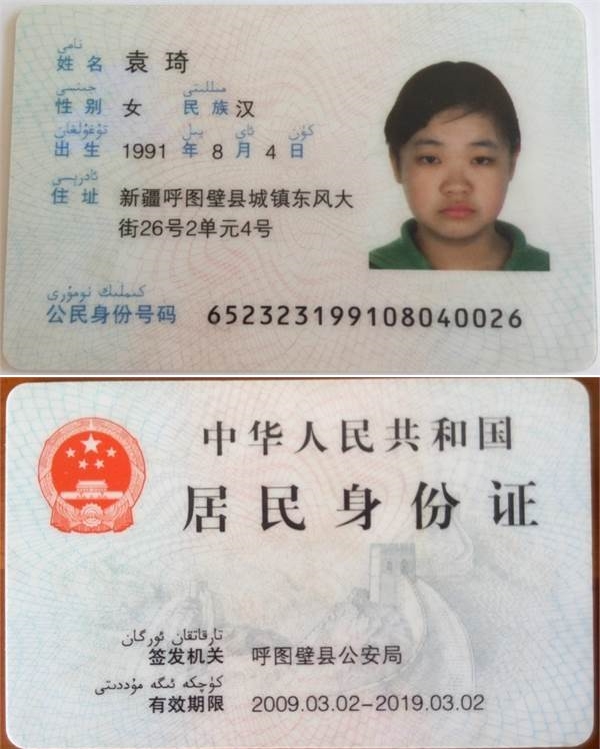 نامى
姓名 袁琦
جىنسى مىللىتى
性别 女 民族 汉
تۇغۇلغان يىل ئاي كۈن
出生 1991 年 8 月 4 日
ئادرېسى
住址 新疆呼图壁县城镇东风大
街26号2单元4号
كىملىك نومۇرى
公民身份号码 652323199108040026
中华人民共和国
居民身份证
تارقاتقان ئورگان
签发机关 呼图壁县公安局
كۈچكە ئىگە مۇددىتى
有效期限 2009.03.02-2019.03.02